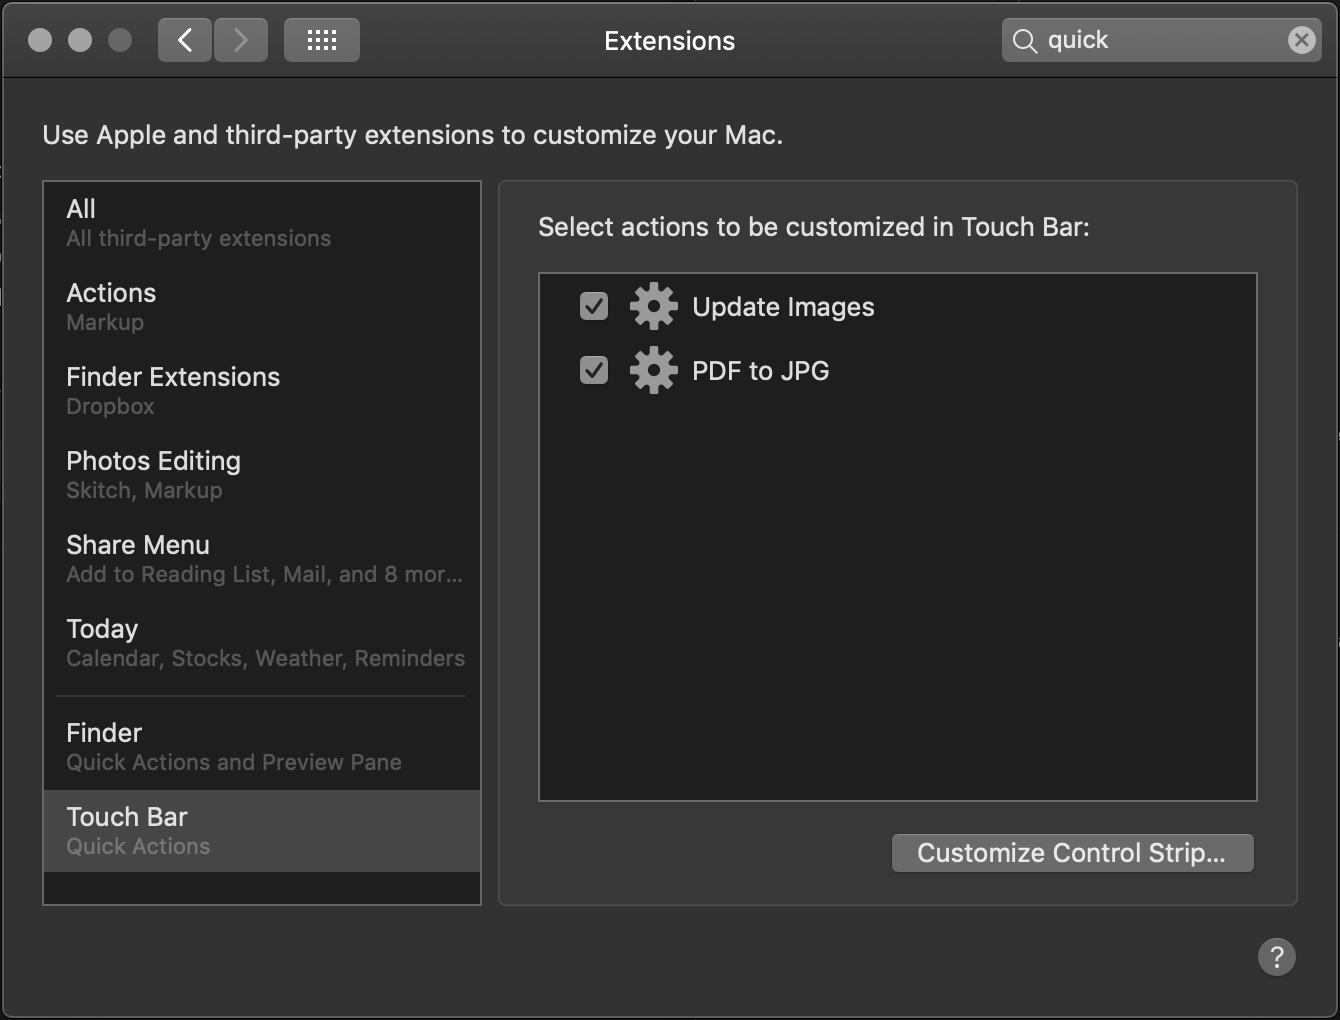 Extensions
quick
Use Apple and third-party extensions to customize your Mac.
All
All third-party extensions
Actions
Markup
Finder Extensions
Dropbox
Photos Editing
Skitch, Markup
Share Menu
Add to Reading List, Mail, and 8 mor...
Today
Calendar, Stocks, Weather, Reminders
Finder
Quick Actions and Preview Pane
Touch Bar
Quick Actions
Select actions to be customized in Touch Bar:
Update Images
PDF to JPG
Customize Control Strip...
?